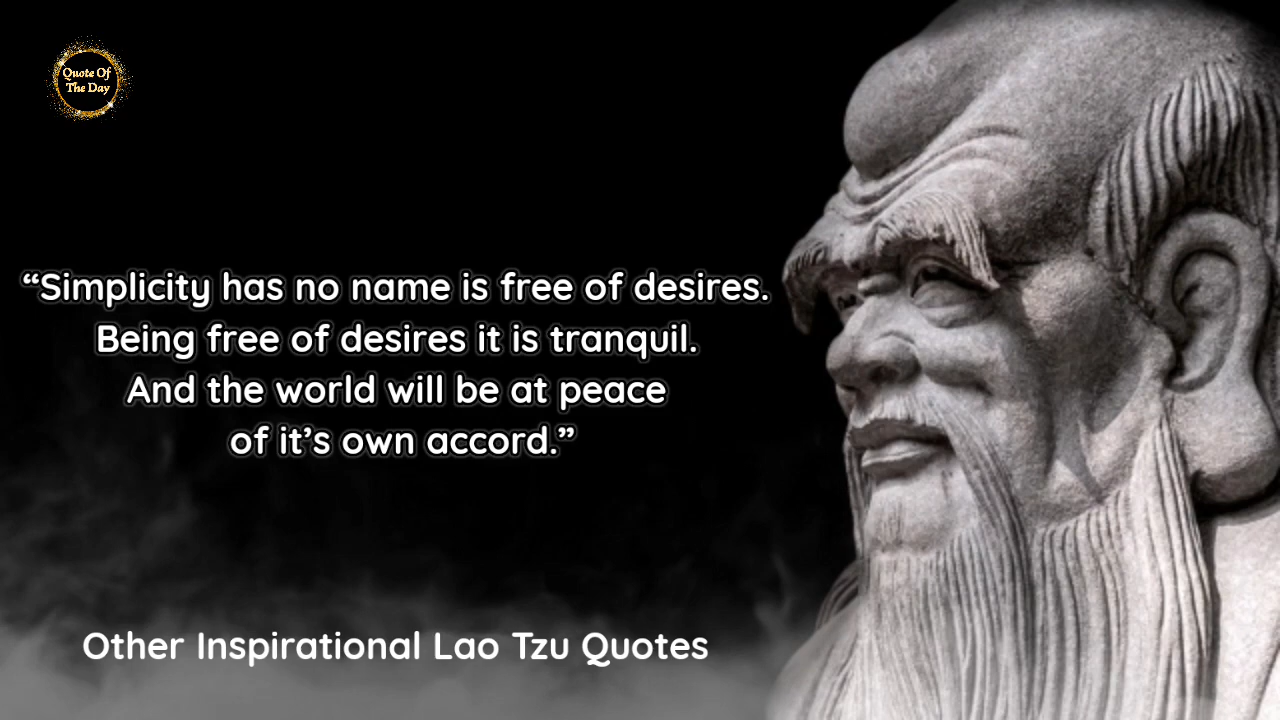 Quote Of
The Day
“Simplicity has no name is free of desires.
Being free of desires it is tranquil.
And the world will be at peace
of it’s own accord.”
Other Inspirational Lao Tzu Quotes